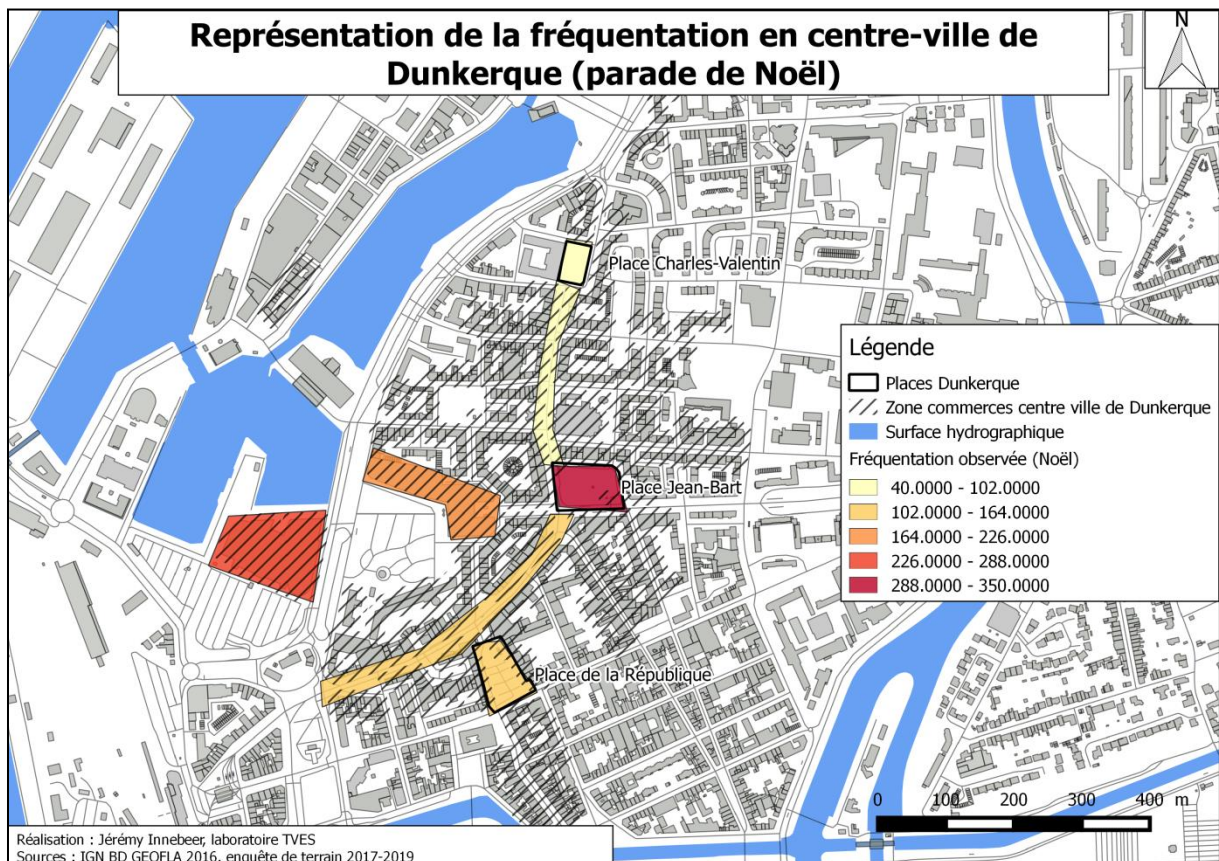 Représentation de la fréquentation en centre-ville de
Dunkerque (parade de Noël)
N
Place Charles-Valentin
Place Jean-Bart
Place de la République
Légende
Places Dunkerque
Zone commerces centre ville de Dunkerque
Surface hydrographique
Fréquentation observée (Noël)
40.0000 - 102.0000
102.0000 - 164.0000
164.0000 - 226.0000
226.0000 - 288.0000
288.0000 - 350.0000
0 100 200 300 400 m
Réalisation : Jérémy Innebeer, laboratoire TVES
Sources : IGN BD GEOFLA 2016, enquête de terrain 2017-2019